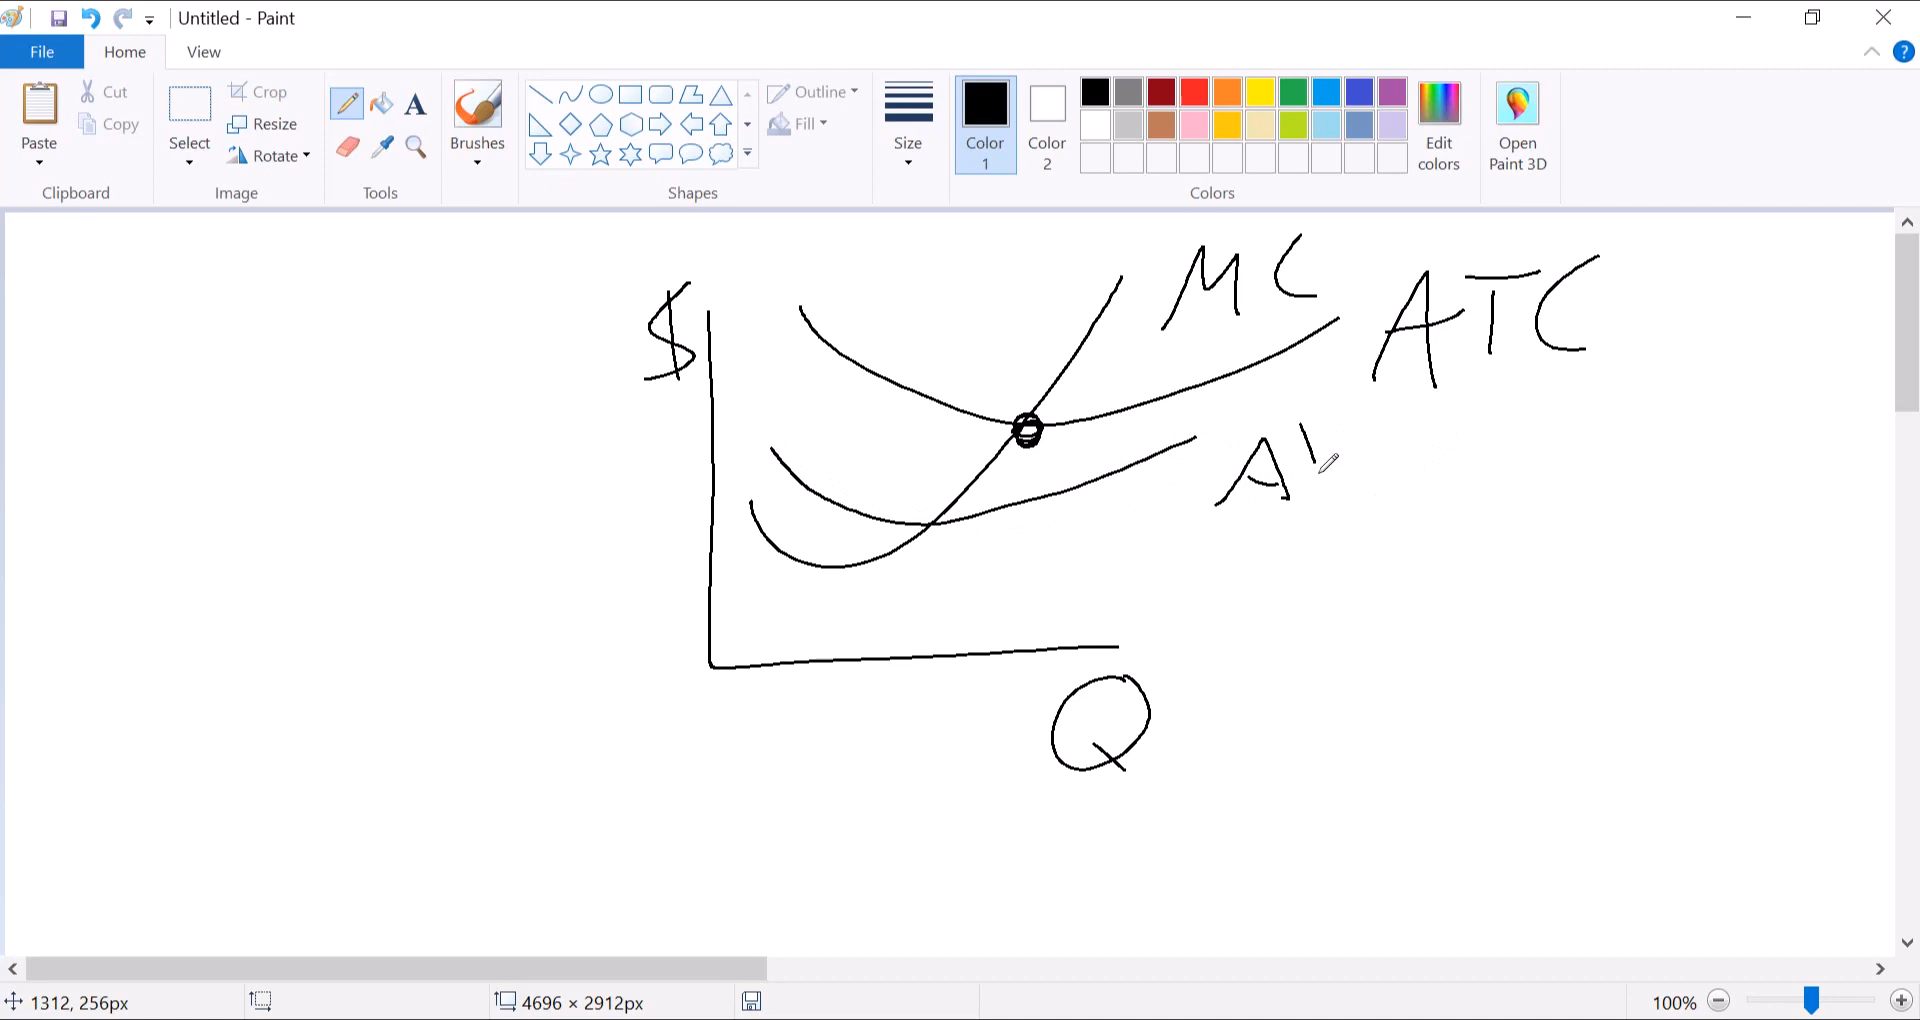 Untitled - Paint
File Home View
?
Paste
Cut
Copy
Clipboard
Select
Crop
Resize
Rotate
Image
A
Tools
Brushes
Shapes
Outline
Fill
Size
Color 1
Color 2
Colors
Edit colors
Open Paint 3D
MC
ATC
$
A
Q
1312, 256px
4696 × 2912px
100%